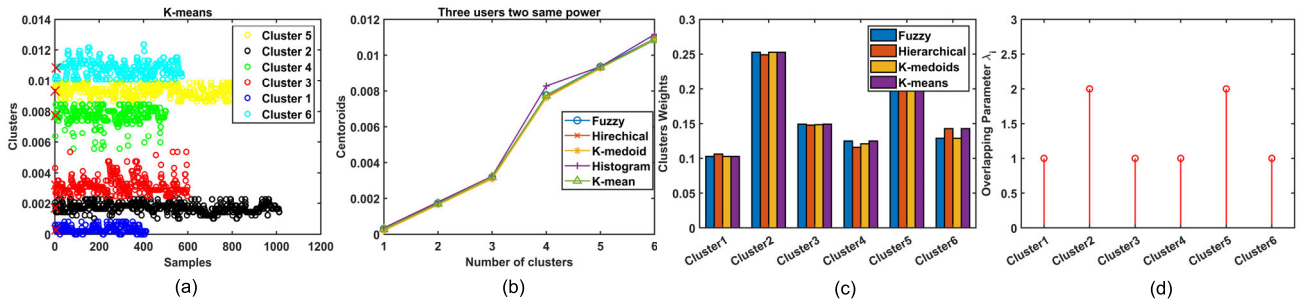 K-means
0.014
0.012
0.01
0.008
0.006
0.004
0.002
0
Clusters
0
200
400
600
800
1000
1200
Samples
Cluster 5
Cluster 2
Cluster 4
Cluster 3
Cluster 1
Cluster 6
(a)
Three users two same power
0.012
0.01
0.008
0.006
0.004
0.002
0
Centoroids
1
2
3
4
5
6
Number of clusters
Fuzzy
Hirechical
K-medoid
Histogram
K-mean
(b)
0.3
0.25
0.2
0.15
0.1
0.05
0
Clusters Weights
Cluster1
Cluster2
Cluster3
Cluster4
Cluster5
Cluster6
Fuzzy
Hierarchical
K-medoids
K-means
(c)
3
2.5
2
1.5
1
0.5
0
Overlapping Parameter λi
Cluster1
Cluster2
Cluster3
Cluster4
Cluster5
Cluster6
(d)